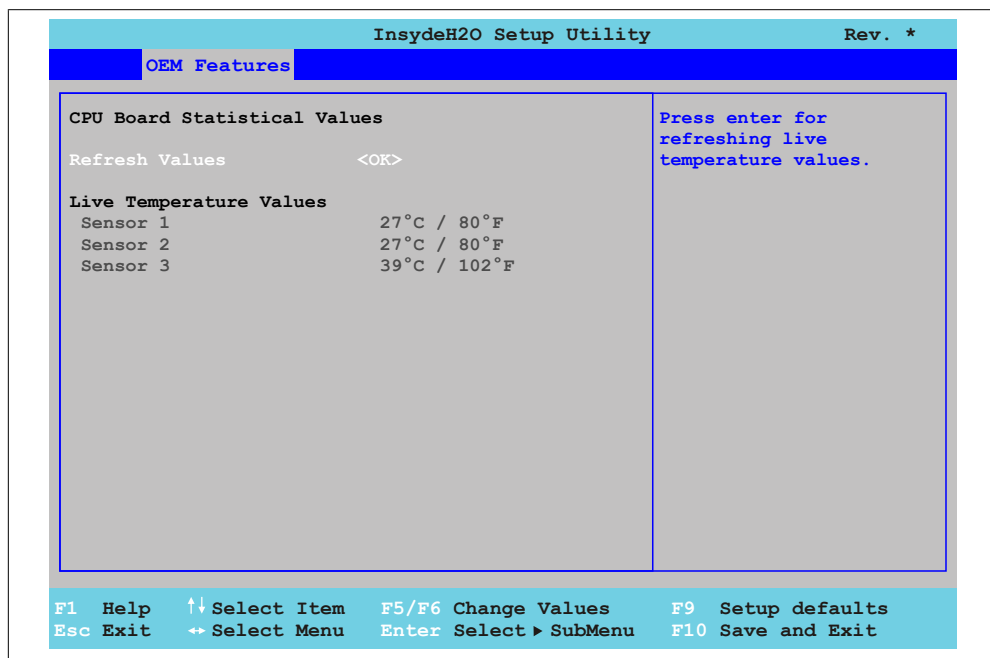 InsydeH2O Setup Utility Rev. *
OEM Features
CPU Board Statistical Values
Press enter for
refreshing live
temperature values.
Refresh Values <OK>
Live Temperature Values
Sensor 1 27°C / 80°F
Sensor 2 27°C / 80°F
Sensor 3 39°C / 102°F
F1 Help ↑↓ Select Item F5/F6 Change Values F9 Setup defaults
Esc Exit ↔ Select Menu Enter Select ▶ SubMenu F10 Save and Exit